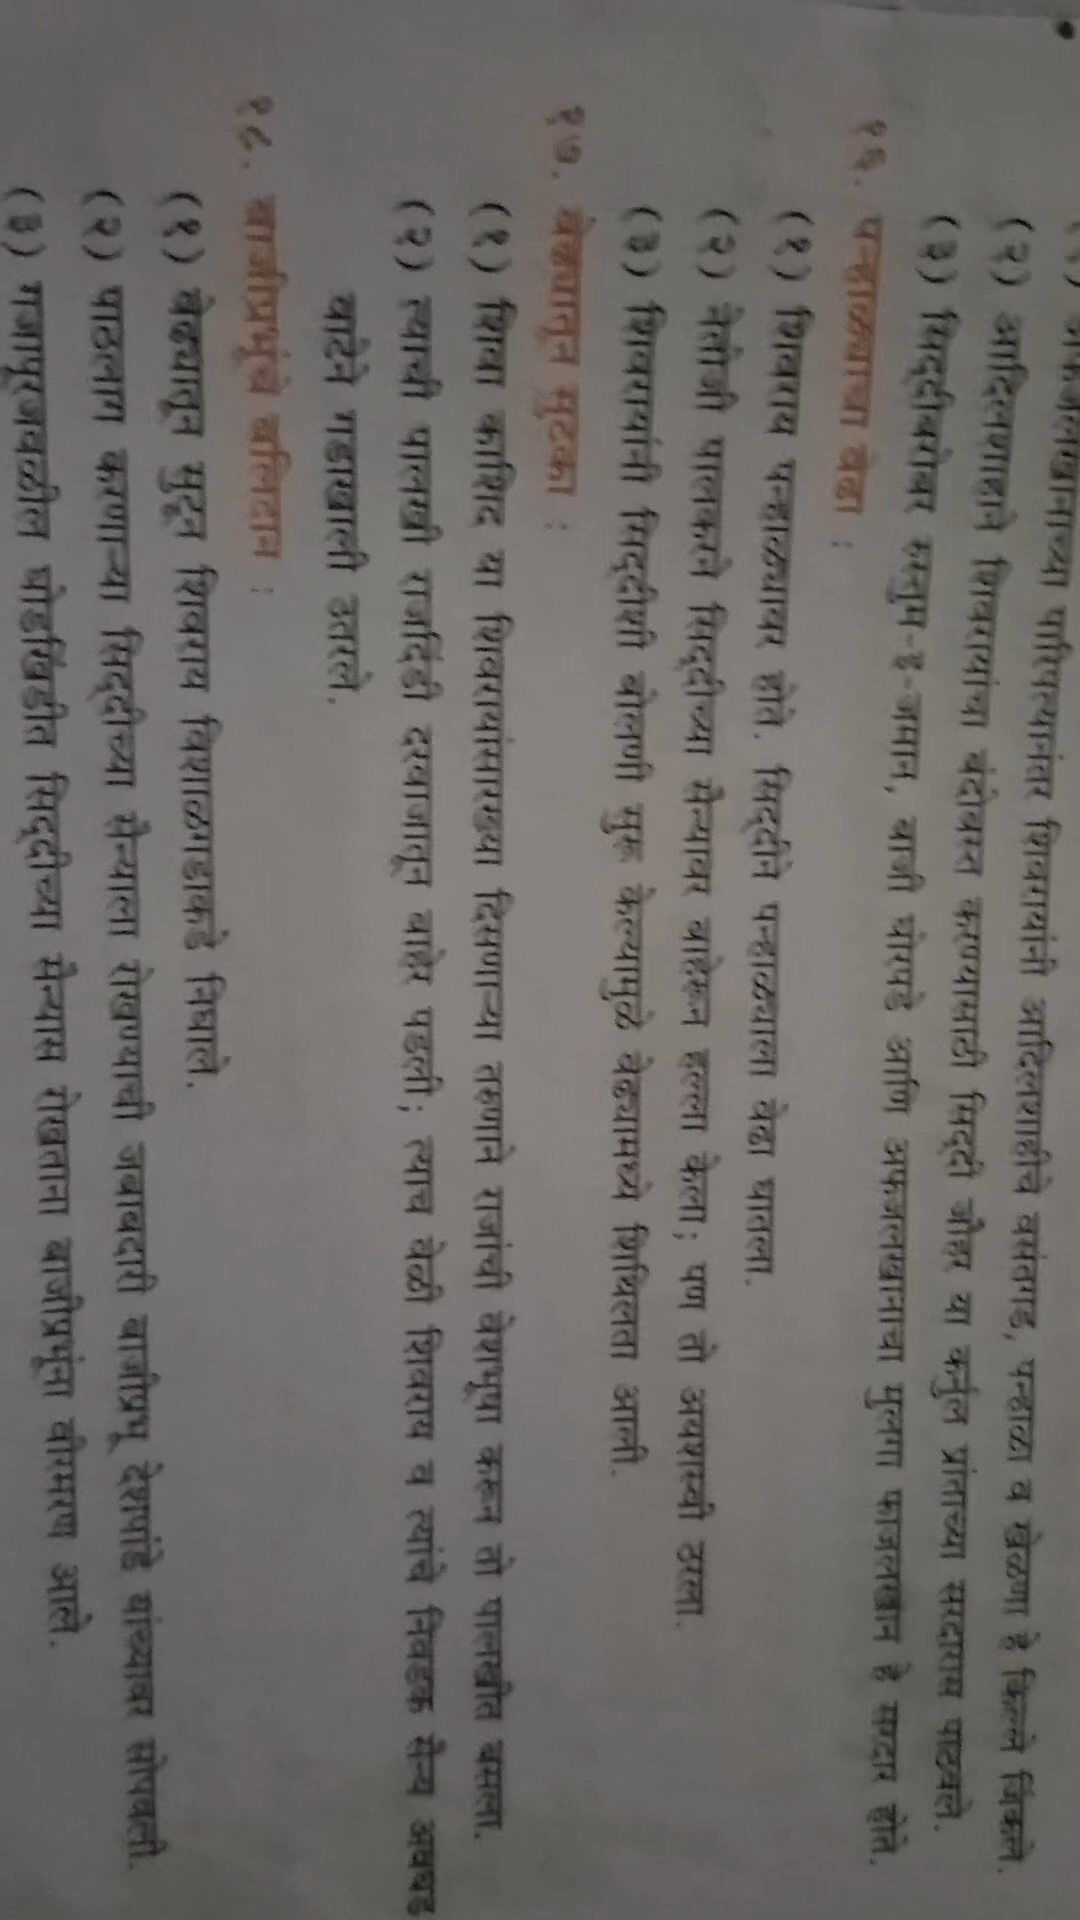 (१) अफजलखानाच्या पारिपत्यानंतर शिवरायांनी आदिलशाहीचे वसंतगड, पन्हाळा व खेळणा हे किल्ले जिंकले.
(२) आदिलशाहाने शिवरायांचा बंदोबस्त करण्यासाठी सिद्दी जौहर या कर्नुल प्रांताच्या सरदारास पाठवले.
(३) सिद्दीबरोबर रुस्तुम-इ-जमान, बाजी घोरपडे आणि अफजलखानाचा मुलगा फाजलखान हे सरदार होते.
१६. पन्हाळ्याचा वेढा :
(१) शिवराय पन्हाळ्यावर होते. सिद्दीने पन्हाळ्याला वेढा घातला.
(२) नेतोजी पालकरने सिद्दीच्या सैन्यावर बाहेरून हल्ला केला; पण तो अयशस्वी ठरला.
(३) शिवरायांनी सिद्दीशी बोलणी सुरू केल्यामुळे वेढ्यामध्ये शिथिलता आली.
१७. वेढ्यातून सुटका :
(१) शिवा काशिद या शिवरायांसारख्या दिसणाऱ्या तरुणाने राजांची वेशभूषा करून तो पालखीत बसला.
(२) त्याची पालखी राजदिंडी दरवाजातून बाहेर पडली; त्याच वेळी शिवराय व त्यांचे निवडक सैन्य अवघड
वाटेने गडाखाली उतरले.
१८. बाजीप्रभूंचे बलिदान :
(१) वेढ्यातून सुटून शिवराय विशाळगडाकडे निघाले.
(२) पाठलाग करणाऱ्या सिद्दीच्या सैन्याला रोखण्याची जबाबदारी बाजीप्रभू देशपांडे यांच्यावर सोपवली.
(३) गजापूरजवळील घोडखिंडीत सिद्दीच्या सैन्यास रोखताना बाजीप्रभूंना वीरमरण आले.